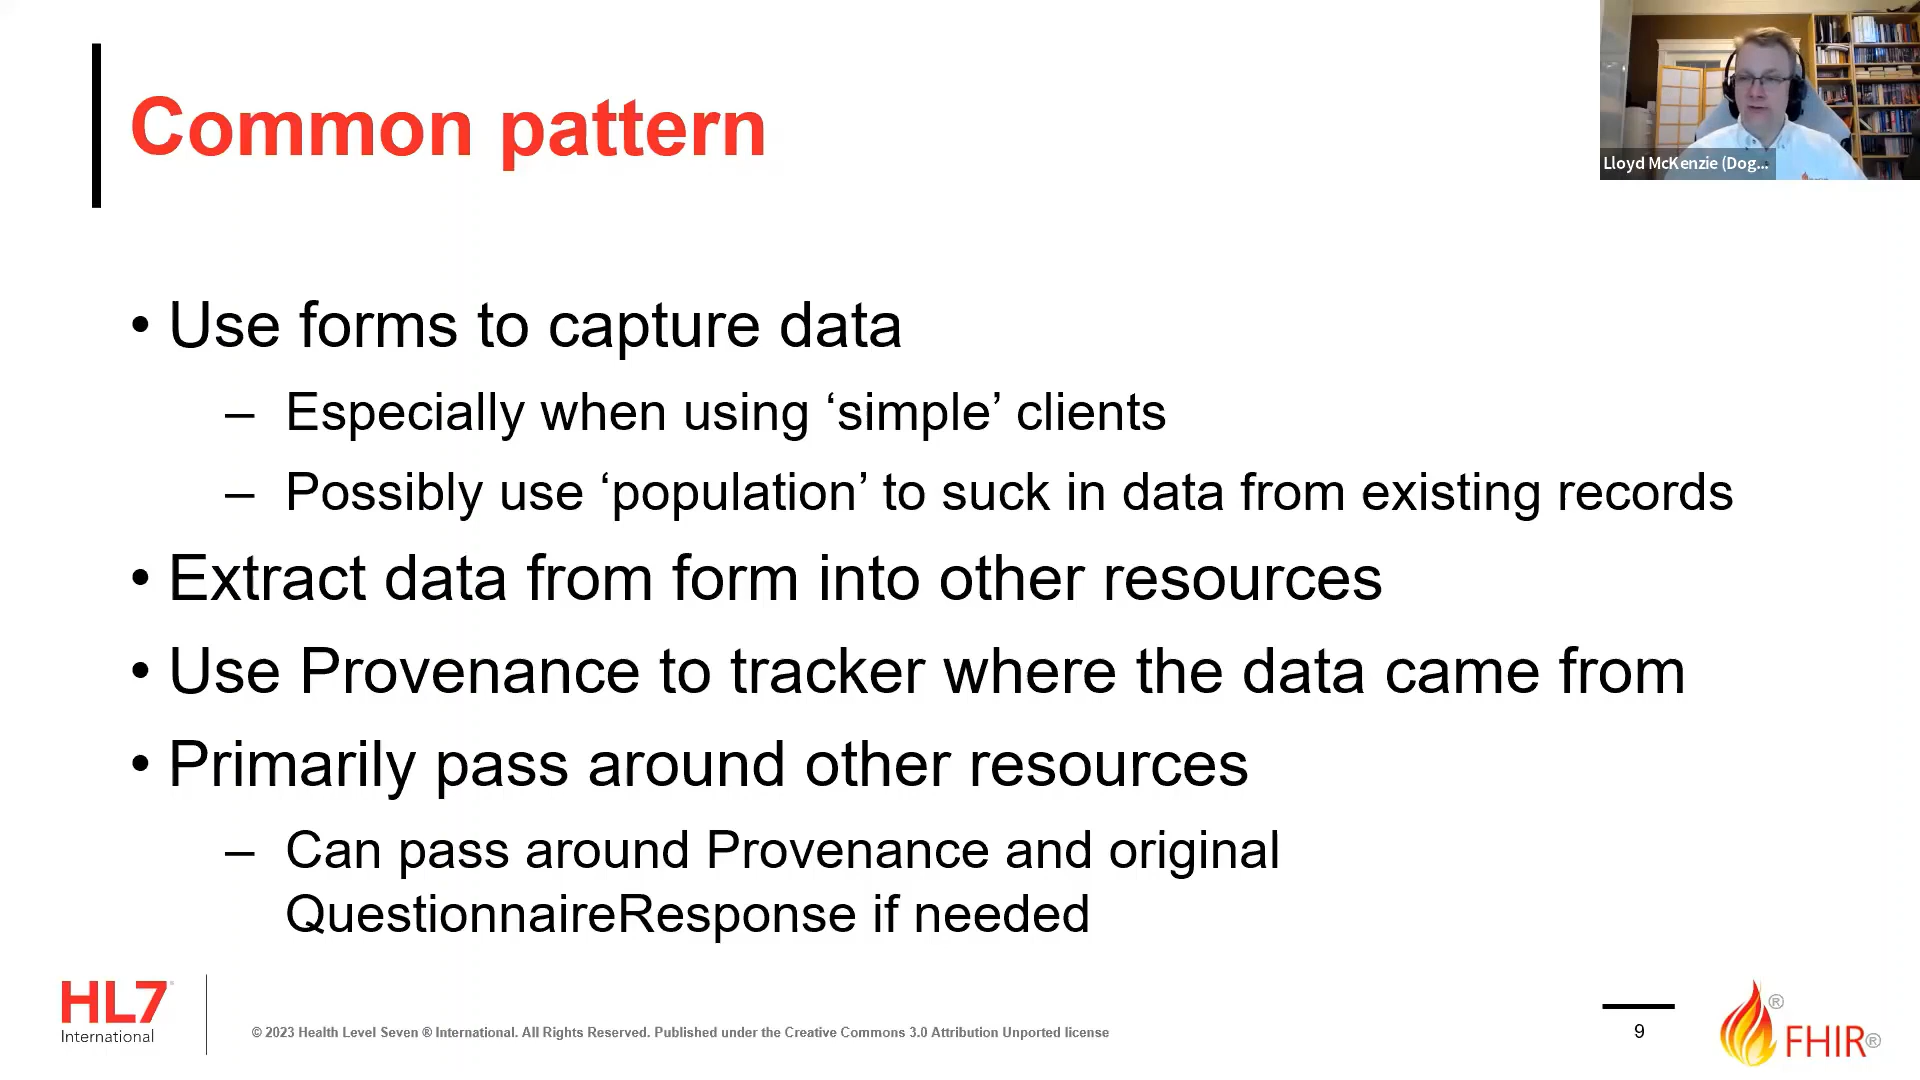 Common pattern
Lloyd McKenzie (Dog...
• Use forms to capture data
– Especially when using ‘simple’ clients
– Possibly use ‘population’ to suck in data from existing records
• Extract data from form into other resources
• Use Provenance to tracker where the data came from
• Primarily pass around other resources
– Can pass around Provenance and original
QuestionnaireResponse if needed
HL7
International
© 2023 Health Level Seven ® International. All Rights Reserved. Published under the Creative Commons 3.0 Attribution Unported license
9
® FHIR®